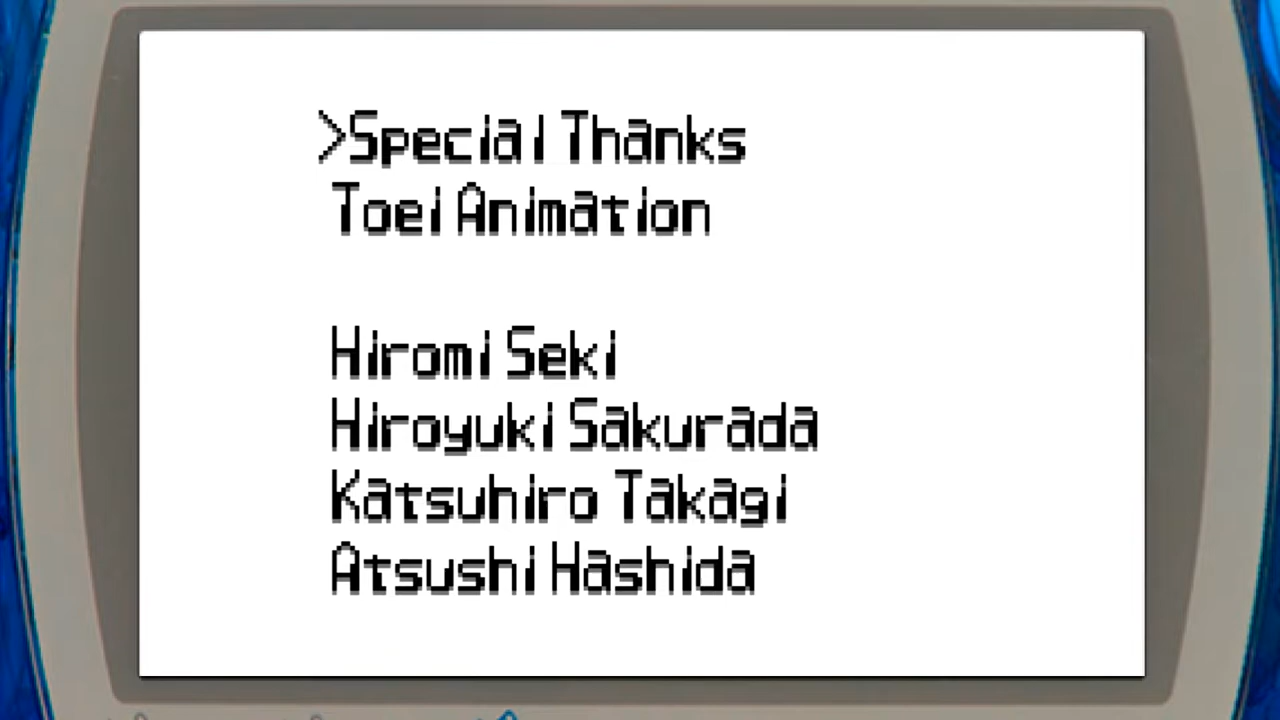 >Special Thanks
Toei Animation
Hiromi Seki
Hiroyuki Sakurada
Katsuhiro Takagi
Atsushi Hashida